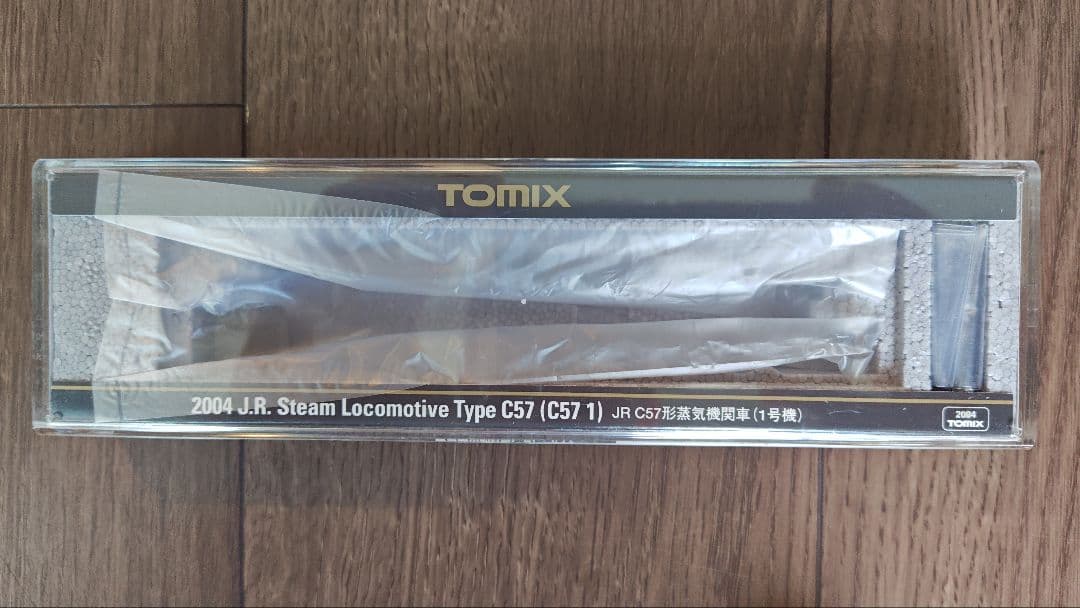 TOMIX
2004 J.R. Steam Locomotive Type C57 (C57 1) JR C57形蒸気機関車(1号機)
2004
TOMIX